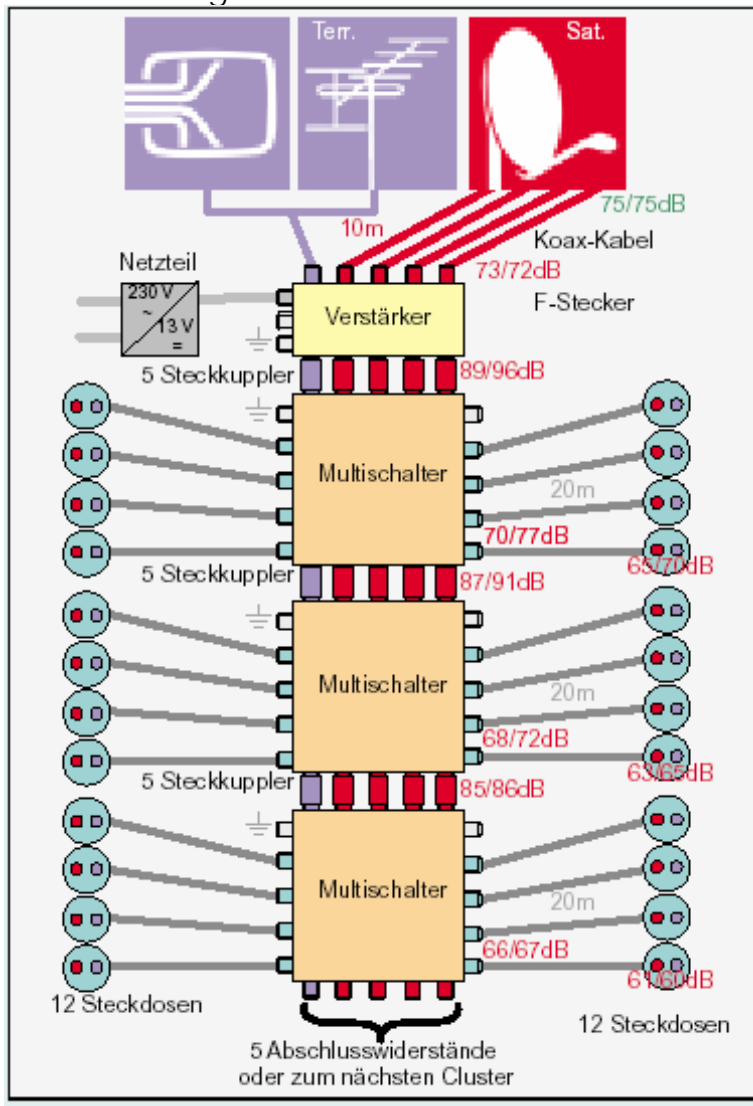 Terr.
Sat.
75/75dB
10m
Koax-Kabel
73/72dB
Netzteil
F-Stecker
230 V
~
13 V
=
Verstärker
5 Steckkuppler
89/96dB
Multischalter
20m
70/77dB
65/70dB
5 Steckkuppler
87/91dB
Multischalter
20m
68/72dB
63/65dB
5 Steckkuppler
85/86dB
Multischalter
20m
66/67dB
61/60dB
12 Steckdosen
12 Steckdosen
5 Abschlusswiderstände
oder zum nächsten Cluster